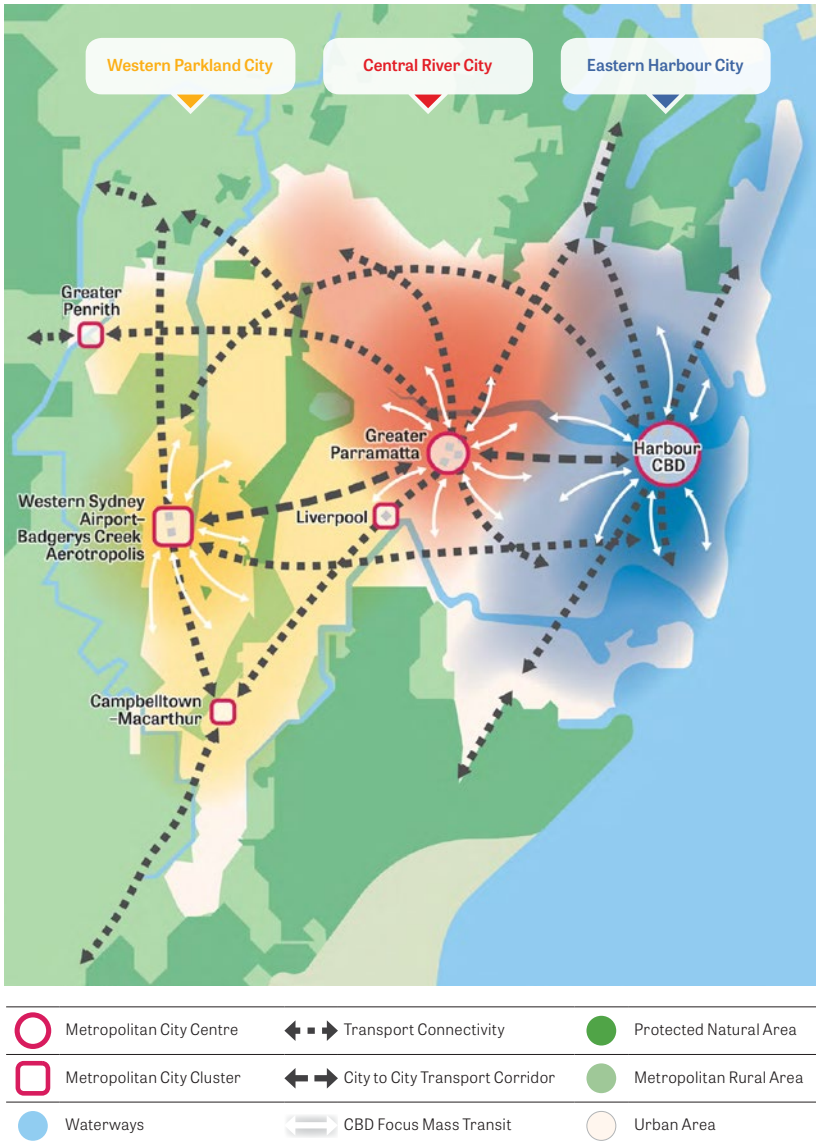 Western Parkland City
Central River City
Eastern Harbour City
Greater
Penrith
Greater
Parramatta
Harbour
CBD
Western Sydney
Airport–
Badgerys Creek
Aerotropolis
Liverpool
Campbelltown
–Macarthur
Metropolitan City Centre
Transport Connectivity
Protected Natural Area
Metropolitan City Cluster
City to City Transport Corridor
Metropolitan Rural Area
Waterways
CBD Focus Mass Transit
Urban Area